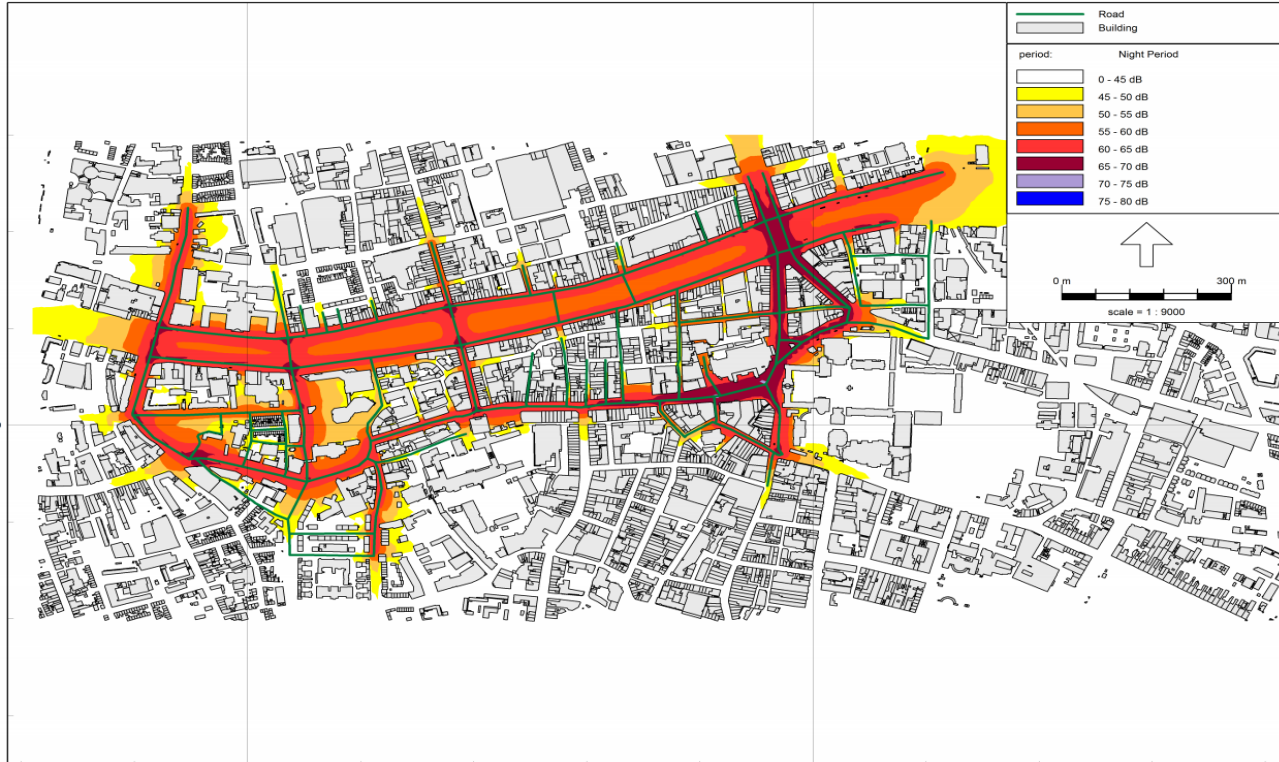 Road
Building
period: Night Period
0 - 45 dB
45 - 50 dB
50 - 55 dB
55 - 60 dB
60 - 65 dB
65 - 70 dB
70 - 75 dB
75 - 80 dB
0 m 300 m
scale = 1 : 9000